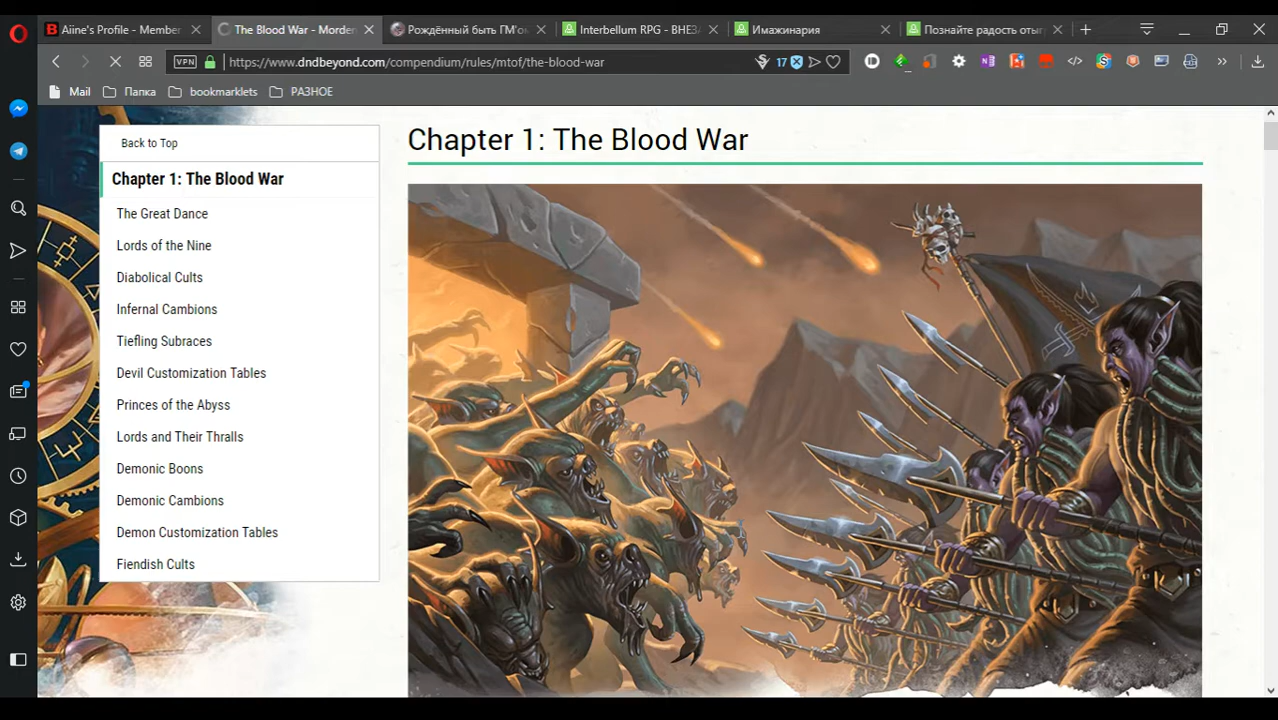 Aiine's Profile - Member
The Blood War - Morden
Рождённый быть ГМ'ом
Interbellum RPG - ВНЕЗ
Имажинария
Познайте радость отыг
VPN
https://www.dndbeyond.com/compendium/rules/mtof/the-blood-war
17
Mail
Папка
bookmarklets
РАЗНОЕ
Back to Top
Chapter 1: The Blood War
The Great Dance
Lords of the Nine
Diabolical Cults
Infernal Cambions
Tiefling Subraces
Devil Customization Tables
Princes of the Abyss
Lords and Their Thralls
Demonic Boons
Demonic Cambions
Demon Customization Tables
Fiendish Cults
Chapter 1: The Blood War